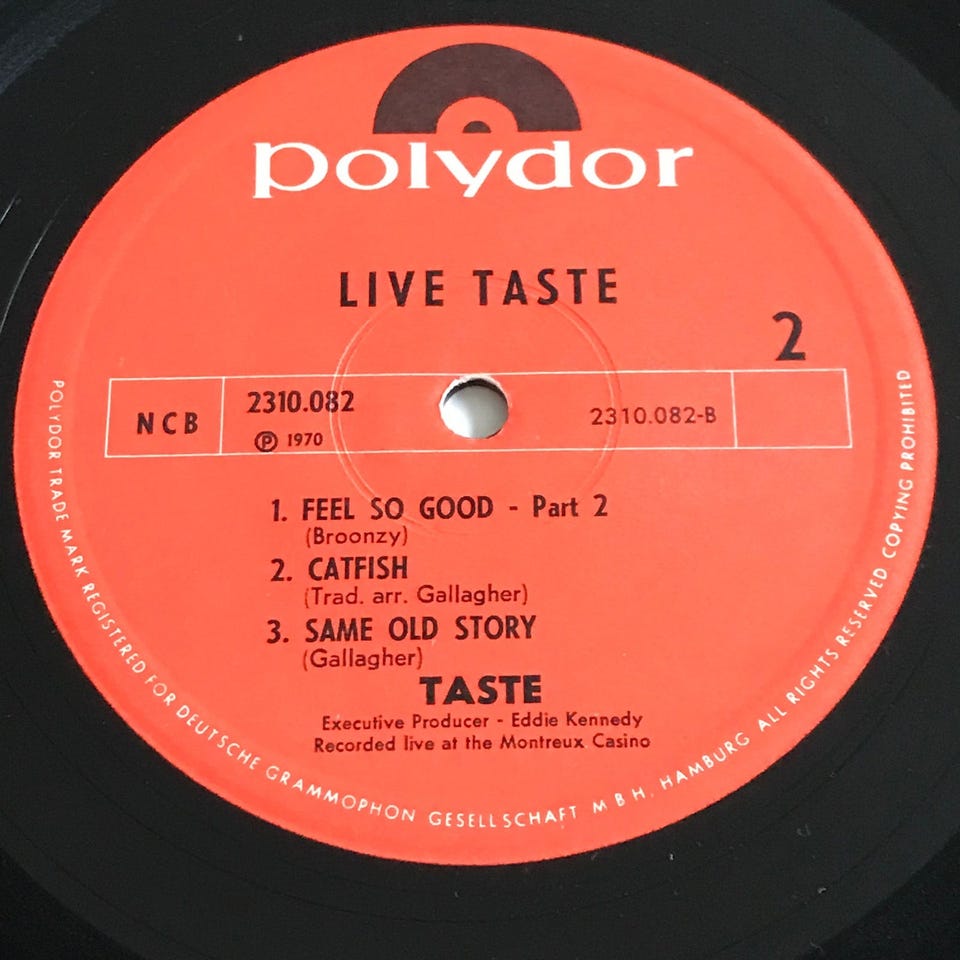 polydor
LIVE TASTE
2
NCB
2310.082
℗ 1970
2310.082-B
1. FEEL SO GOOD - Part 2
(Broonzy)
2. CATFISH
(Trad. arr. Gallagher)
3. SAME OLD STORY
(Gallagher)
TASTE
Executive Producer - Eddie Kennedy
Recorded live at the Montreux Casino
POLYDOR TRADE MARK REGISTERED FOR DEUTSCHE GRAMMOPHON GESELLSCHAFT MBH, HAMBURG ALL RIGHTS RESERVED COPYING PROHIBITED